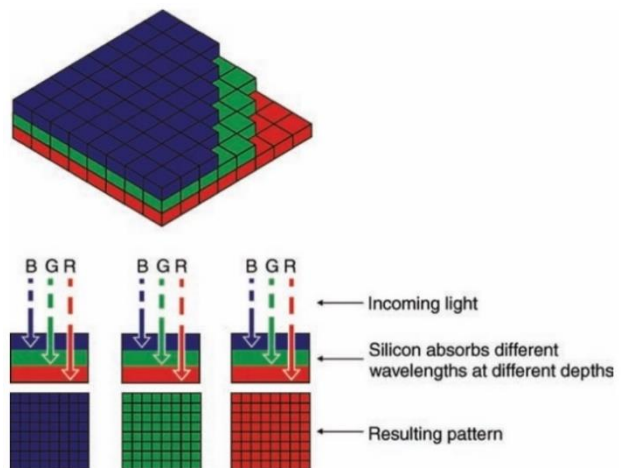 B G R
B G R
B G R
Incoming light
Silicon absorbs different
wavelengths at different depths
Resulting pattern